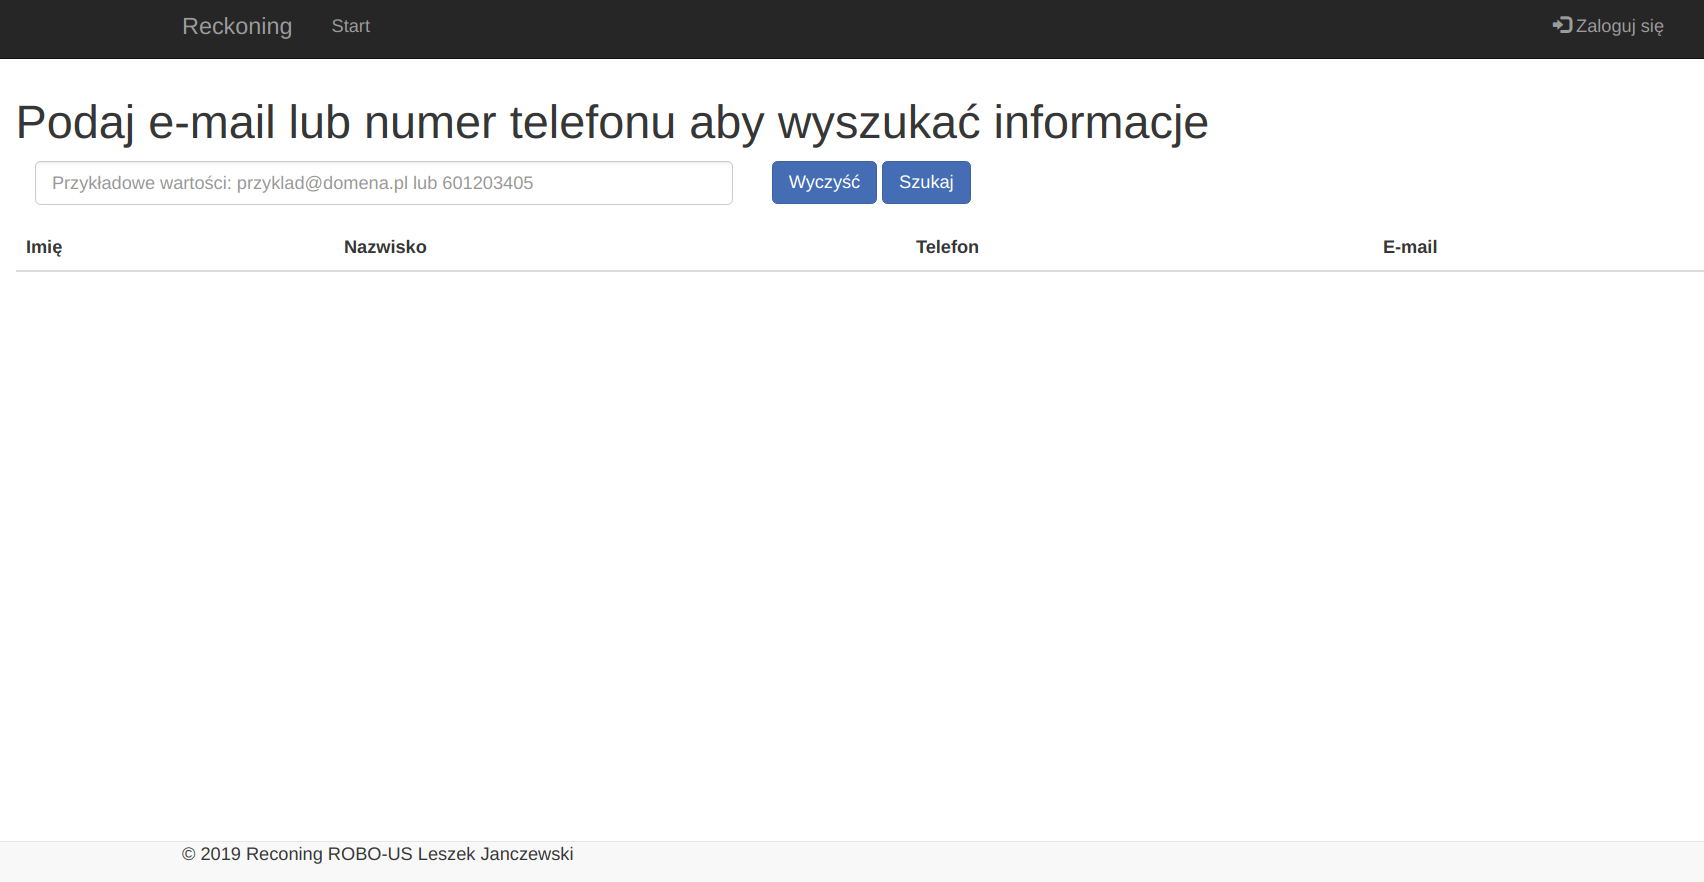 Reckoning Start Zaloguj się
Podaj e-mail lub numer telefonu aby wyszukać informacje
Przykładowe wartości: przyklad@domena.pl lub 601203405 Wyczyść Szukaj
Imię Nazwisko Telefon E-mail
© 2019 Reconing ROBO-US Leszek Janczewski